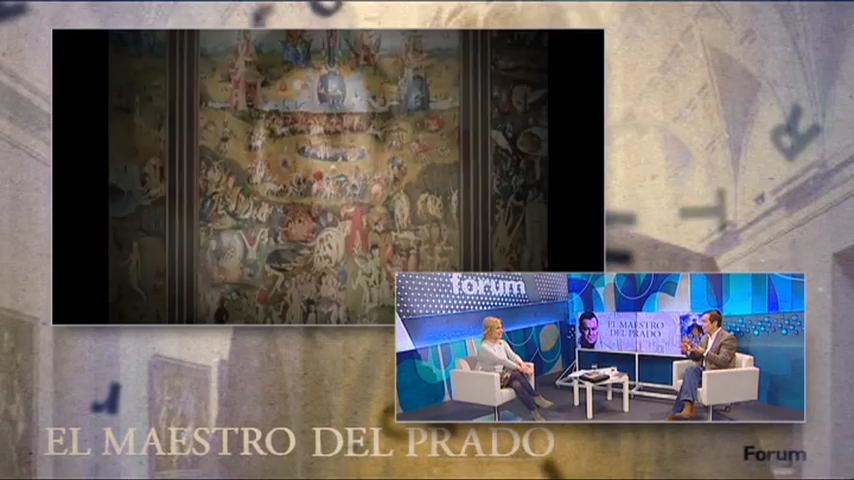 forum
EL MAESTRO
DEL PRADO
EL MAESTRO DEL PRADO
Forum